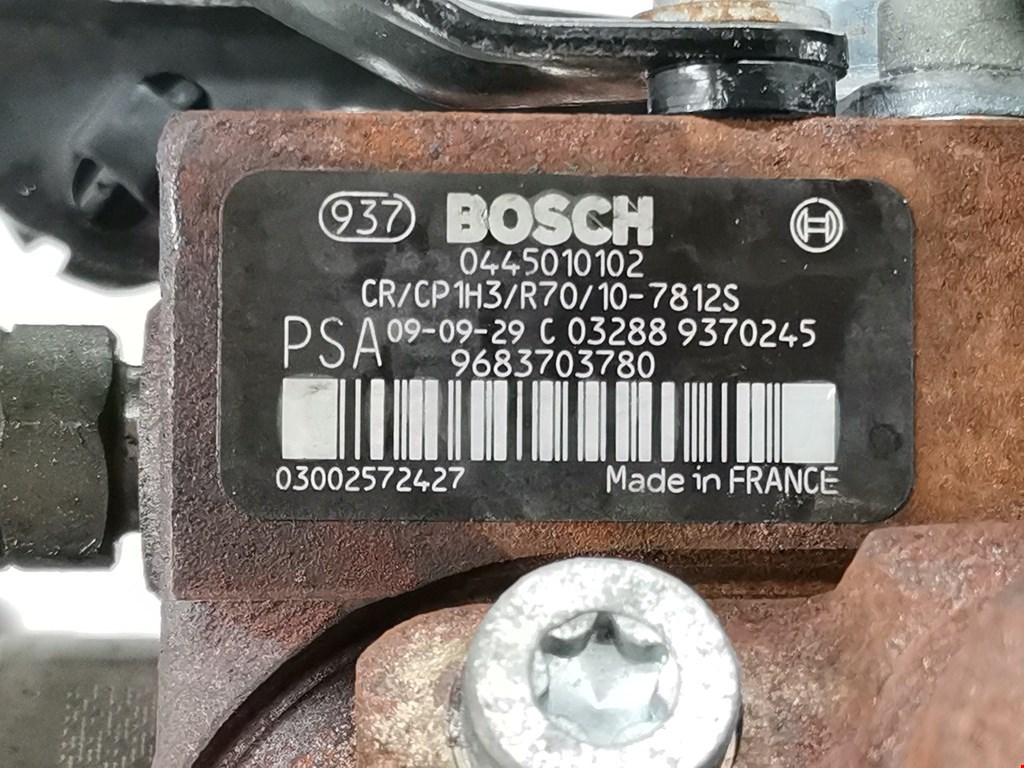 937 BOSCH
0445010102
CR/CP1H3/R70/10-7812S
PSA 09-09-29 C 03288 9370245
9683703780
03002572427 Made in FRANCE